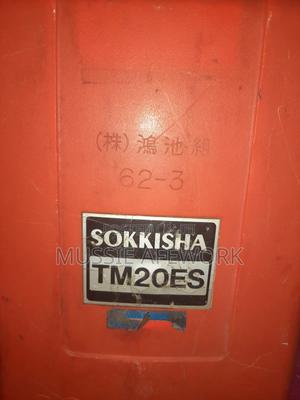 (株)鴻池組
62-3
SOKKISHA
MUSSIE AFEWORK
TM20ES